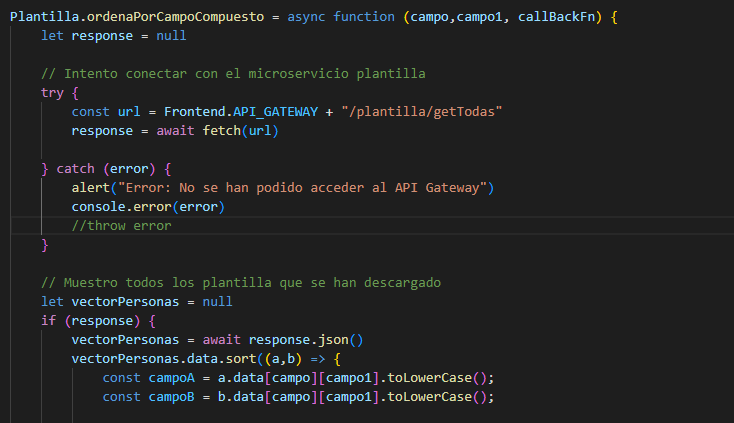 Plantilla.ordenaPorCampoCompuesto = async function (campo,campo1, callBackFn) {
let response = null
// Intento conectar con el microservicio plantilla
try {
const url = Frontend.API_GATEWAY + "/plantilla/getTodas"
response = await fetch(url)
} catch (error) {
alert("Error: No se han podido acceder al API Gateway")
console.error(error)
//throw error
}
// Muestro todos los plantilla que se han descargado
let vectorPersonas = null
if (response) {
vectorPersonas = await response.json()
vectorPersonas.data.sort((a,b) => {
const campoA = a.data[campo][campo1].toLowerCase();
const campoB = b.data[campo][campo1].toLowerCase();